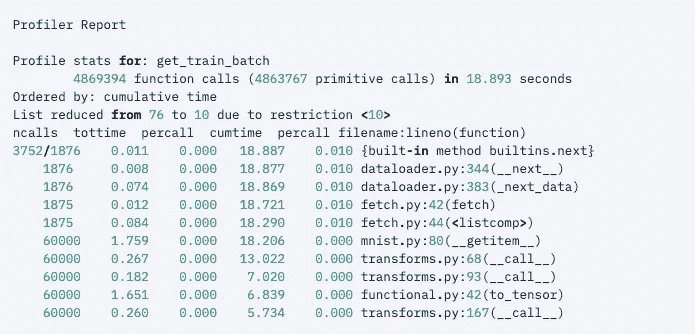 Profiler Report
Profile stats for: get_train_batch
4869394 function calls (4863767 primitive calls) in 18.893 seconds
Ordered by: cumulative time
List reduced from 76 to 10 due to restriction <10>
ncalls tottime percall cumtime percall filename:lineno(function)
3752/1876 0.011 0.000 18.887 0.010 {built-in method builtins.next}
1876 0.008 0.000 18.877 0.010 dataloader.py:344(__next__)
1876 0.074 0.000 18.869 0.010 dataloader.py:383(_next_data)
1875 0.012 0.000 18.721 0.010 fetch.py:42(fetch)
1875 0.084 0.000 18.290 0.010 fetch.py:44(<listcomp>)
60000 1.759 0.000 18.206 0.000 mnist.py:80(__getitem__)
60000 0.267 0.000 13.022 0.000 transforms.py:68(__call__)
60000 0.182 0.000 7.020 0.000 transforms.py:93(__call__)
60000 1.651 0.000 6.839 0.000 functional.py:42(to_tensor)
60000 0.260 0.000 5.734 0.000 transforms.py:167(__call__)